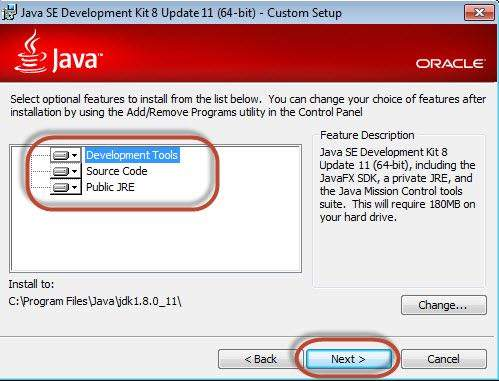 Java SE Development Kit 8 Update 11 (64-bit) - Custom Setup
Java™
ORACLE
Select optional features to install from the list below. You can change your choice of features after
installation by using the Add/Remove Programs utility in the Control Panel
Development Tools
Source Code
Public JRE
Feature Description
Java SE Development Kit 8
Update 11 (64-bit), including the
JavaFX SDK, a private JRE, and
the Java Mission Control tools
suite. This will require 180MB on
your hard drive.
Install to:
C:\Program Files\Java\jdk1.8.0_11\
Change...
< Back
Next >
Cancel